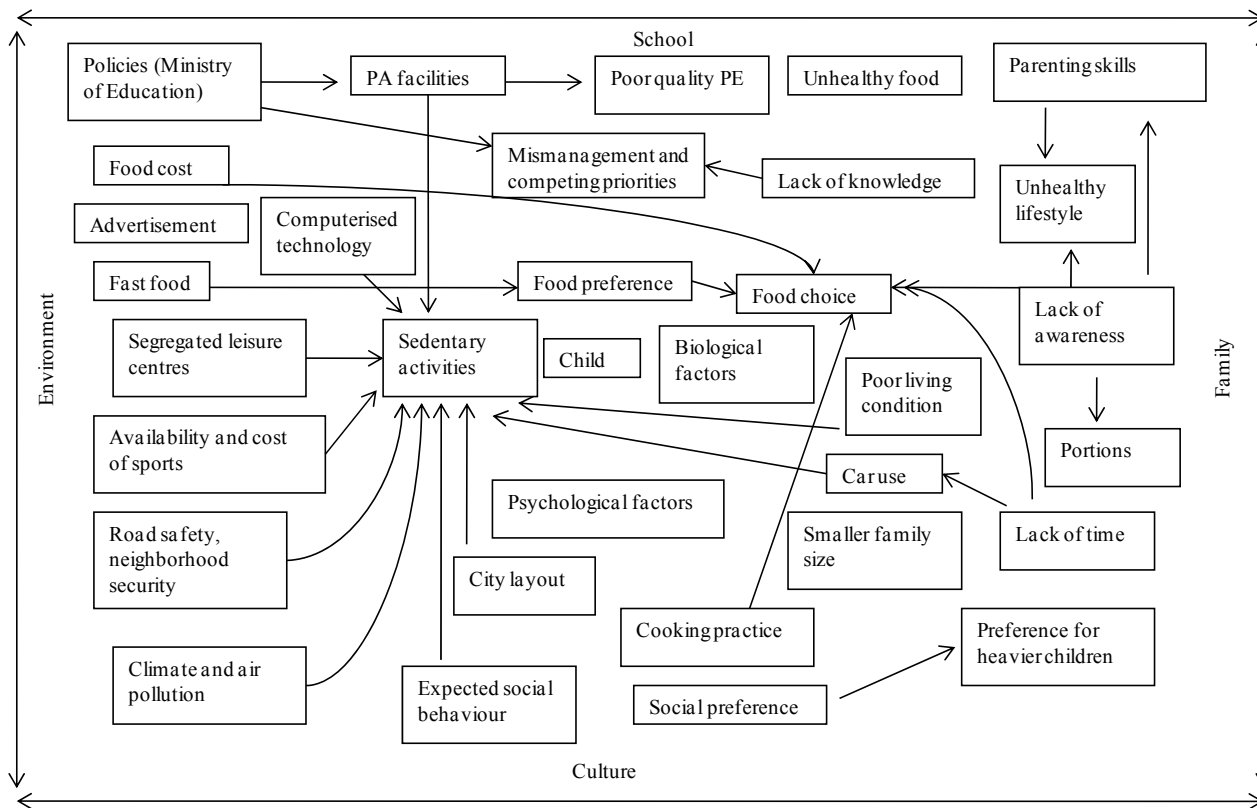 School
Policies (Ministry
of Education)
PA facilities
Poor quality PE
Unhealthy food
Parenting skills
Food cost
Mismanagement and
competing priorities
Lack of knowledge
Unhealthy
lifestyle
Advertisement
Computerised
technology
Fast food
Food preference
Food choice
Lack of
awareness
Environment
Family
Segregated leisure
centres
Sedentary
activities
Child
Biological
factors
Poor living
condition
Availability and cost
of sports
Portions
Car use
Psychological factors
Road safety,
neighborhood
security
Smaller family
size
Lack of time
City layout
Cooking practice
Preference for
heavier children
Climate and air
pollution
Expected social
behaviour
Social preference
Culture